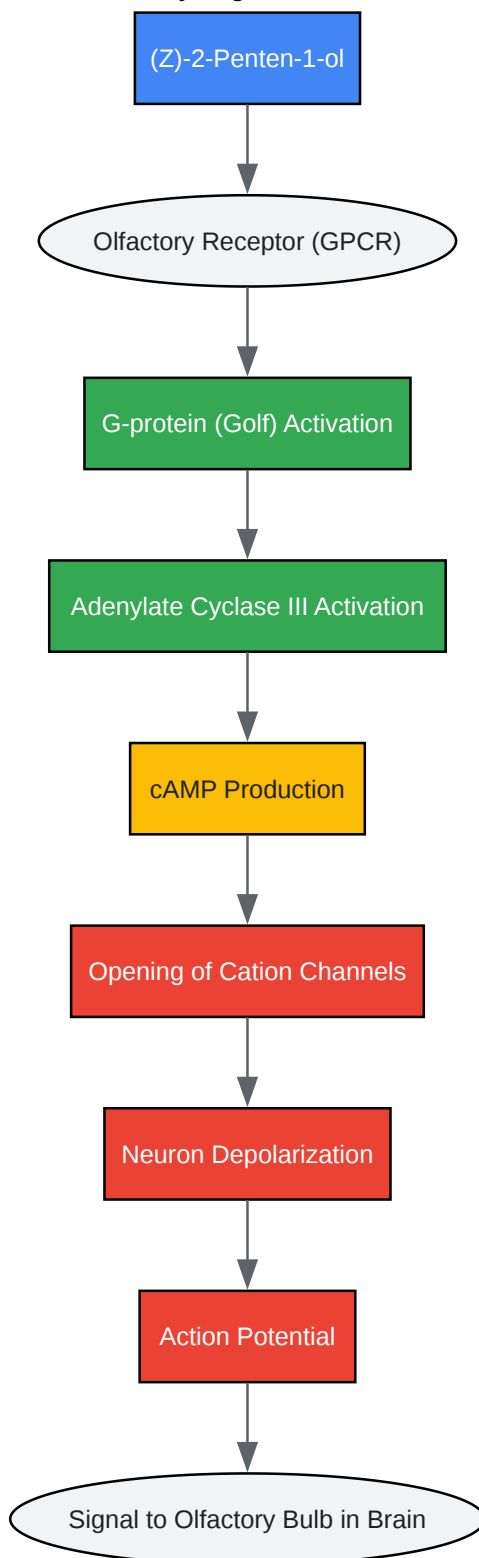 (Z)-2-Penten-1-ol
Olfactory Receptor (GPCR)
G-protein (Golf) Activation
Adenylate Cyclase III Activation
cAMP Production
Opening of Cation Channels
Neuron Depolarization
Action Potential
Signal to Olfactory Bulb in Brain